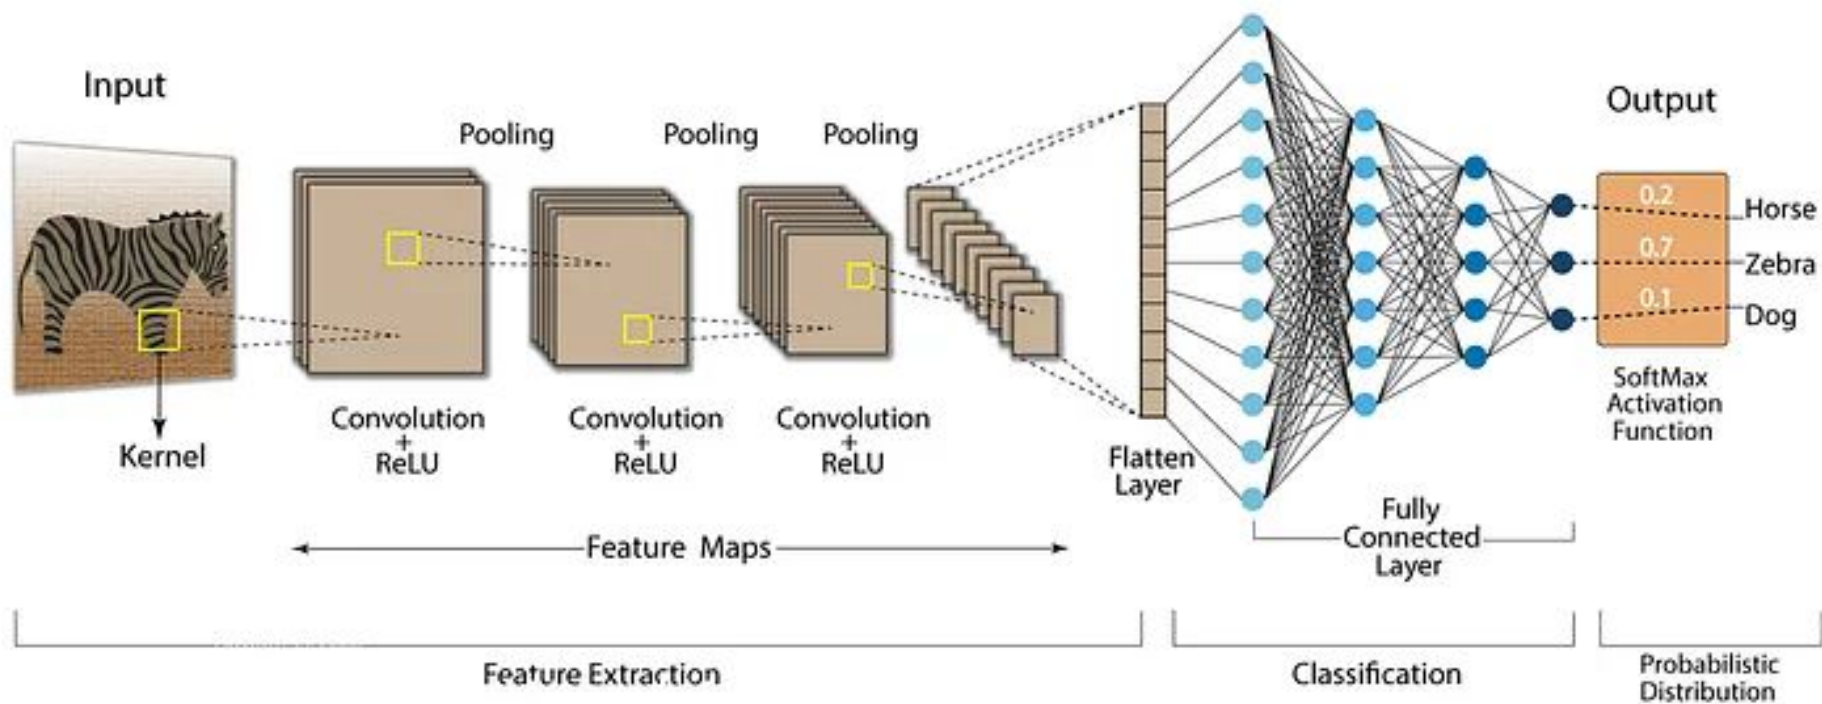 Input
Pooling
Pooling
Pooling
Output
0.2
Horse
0.7
Zebra
0.1
Dog
Kernel
Convolution
+
ReLU
Convolution
+
ReLU
Convolution
+
ReLU
Flatten
Layer
SoftMax
Activation
Function
Feature Maps
Fully
Connected
Layer
Feature Extraction
Classification
Probabilistic
Distribution